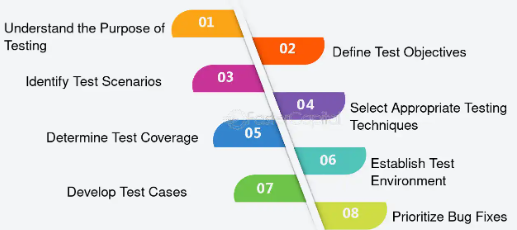 01
Understand the Purpose of
Testing
02
Define Test Objectives
03
Identify Test Scenarios
04
Select Appropriate Testing
Techniques
05
Determine Test Coverage
06
Establish Test
Environment
07
Develop Test Cases
08
Prioritize Bug Fixes